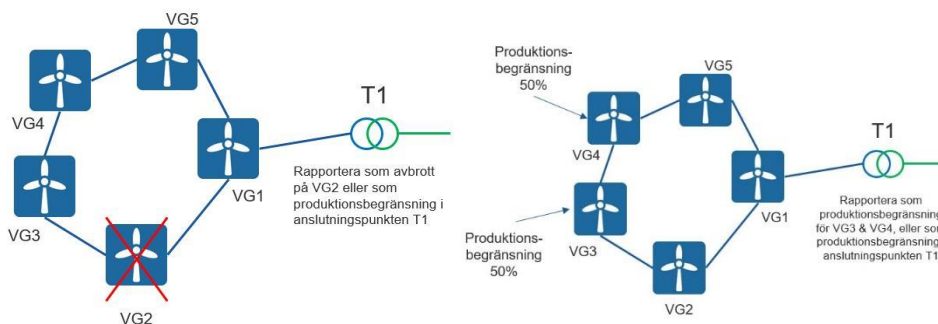 VG5
VG4
T1
VG3
VG1
Rapportera som avbrott
på VG2 eller som
produktionsbegränsning i
anslutningspunkten T1
VG2
Produktions-
begränsning
50%
VG5
VG4
T1
VG1
Produktions-
begränsning
50%
VG3
Rapportera som
produktionsbegränsning
för VG3 & VG4, eller som
produktionsbegränsning
anslutningspunkten T1
VG2